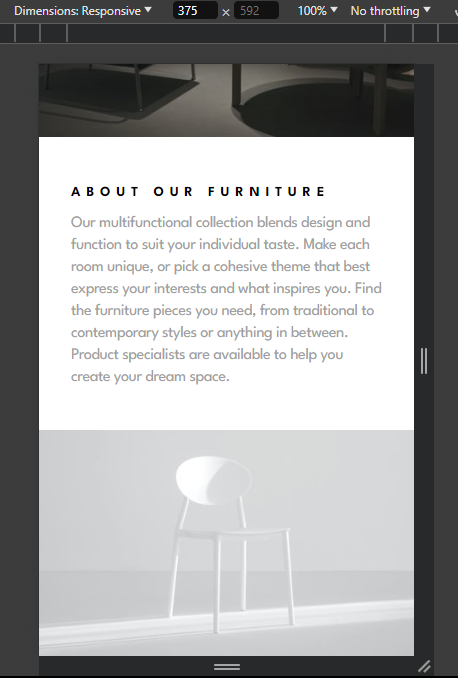 Dimensions: Responsive 375 × 592 100% No throttling
ABOUT OUR FURNITURE
Our multifunctional collection blends design and
function to suit your individual taste. Make each
room unique, or pick a cohesive theme that best
express your interests and what inspires you. Find
the furniture pieces you need, from traditional to
contemporary styles or anything in between.
Product specialists are available to help you
create your dream space.